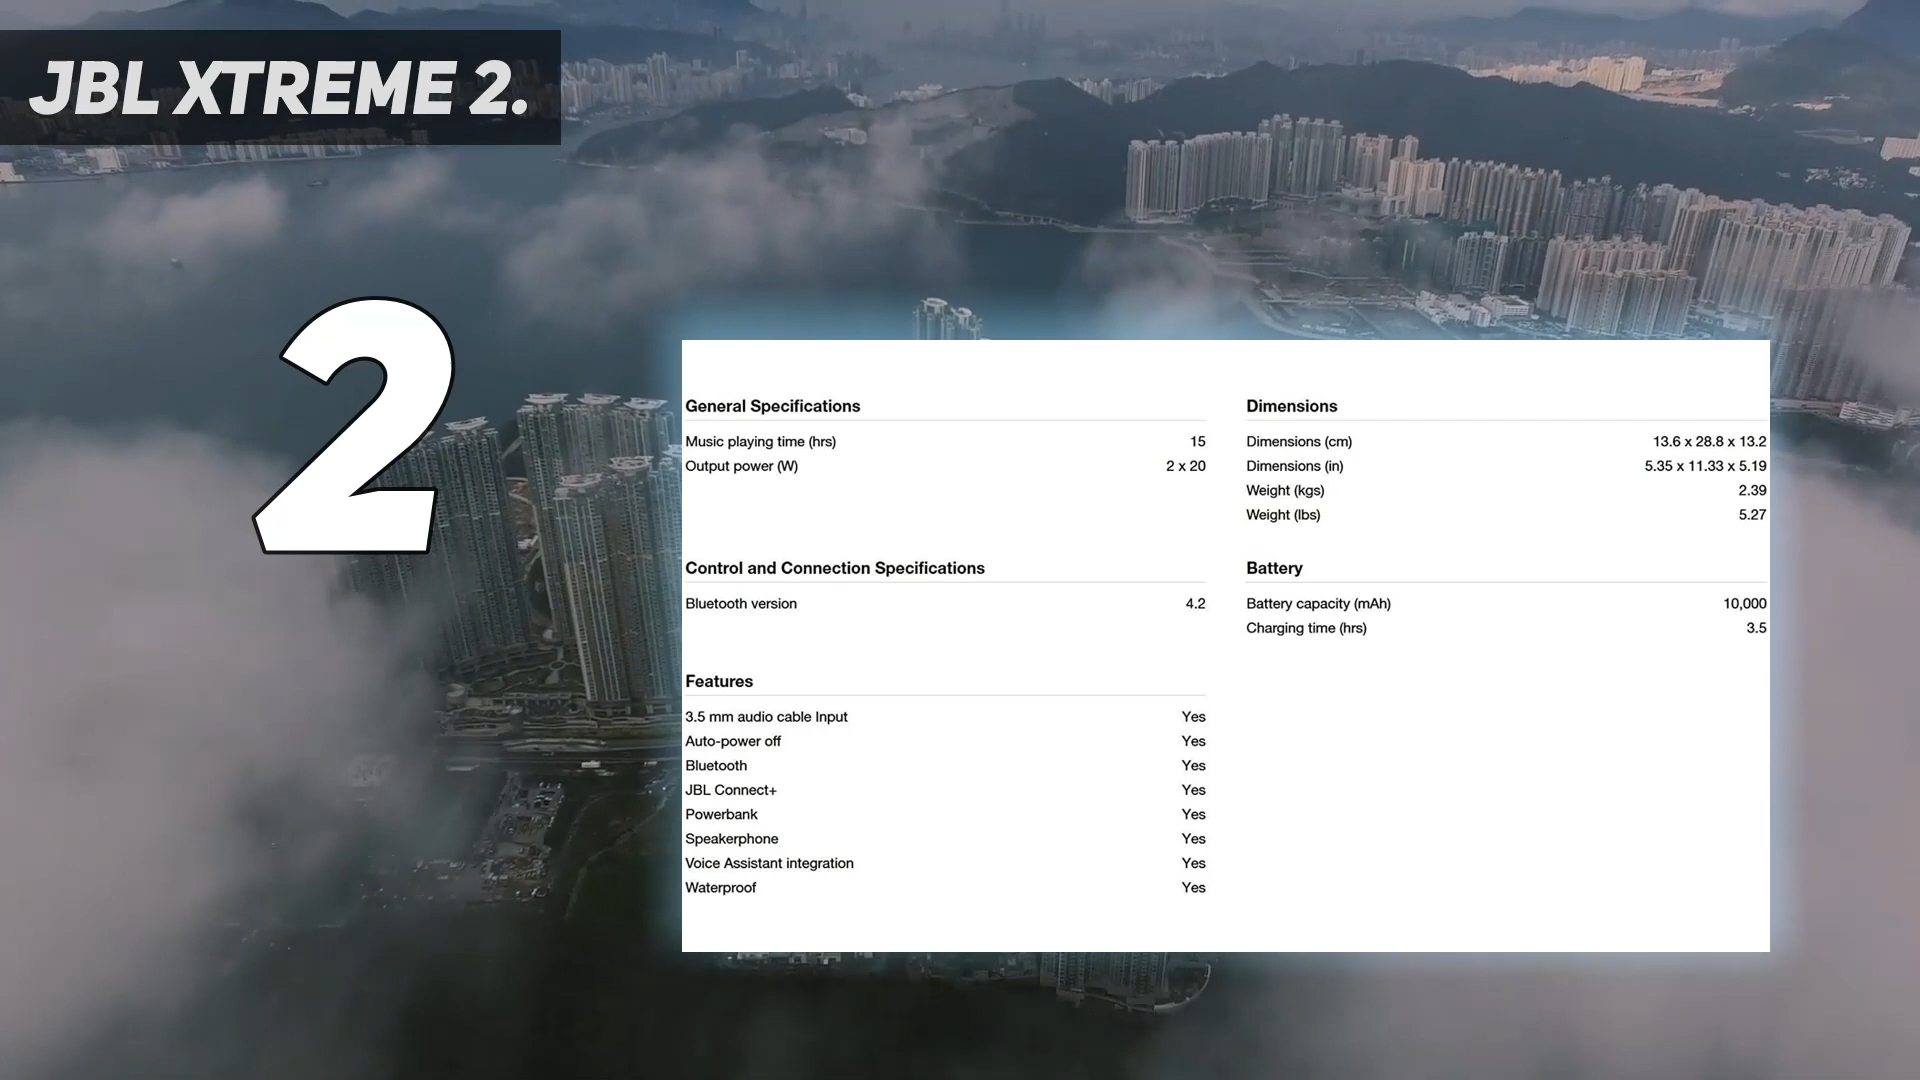 JBL XTREME 2.
2
General Specifications
Music playing time (hrs) 15
Output power (W) 2 x 20
Dimensions
Dimensions (cm) 13.6 x 28.8 x 13.2
Dimensions (in) 5.35 x 11.33 x 5.19
Weight (kgs) 2.39
Weight (lbs) 5.27
Control and Connection Specifications
Bluetooth version 4.2
Battery
Battery capacity (mAh) 10,000
Charging time (hrs) 3.5
Features
3.5 mm audio cable Input Yes
Auto-power off Yes
Bluetooth Yes
JBL Connect+ Yes
Powerbank Yes
Speakerphone Yes
Voice Assistant integration Yes
Waterproof Yes